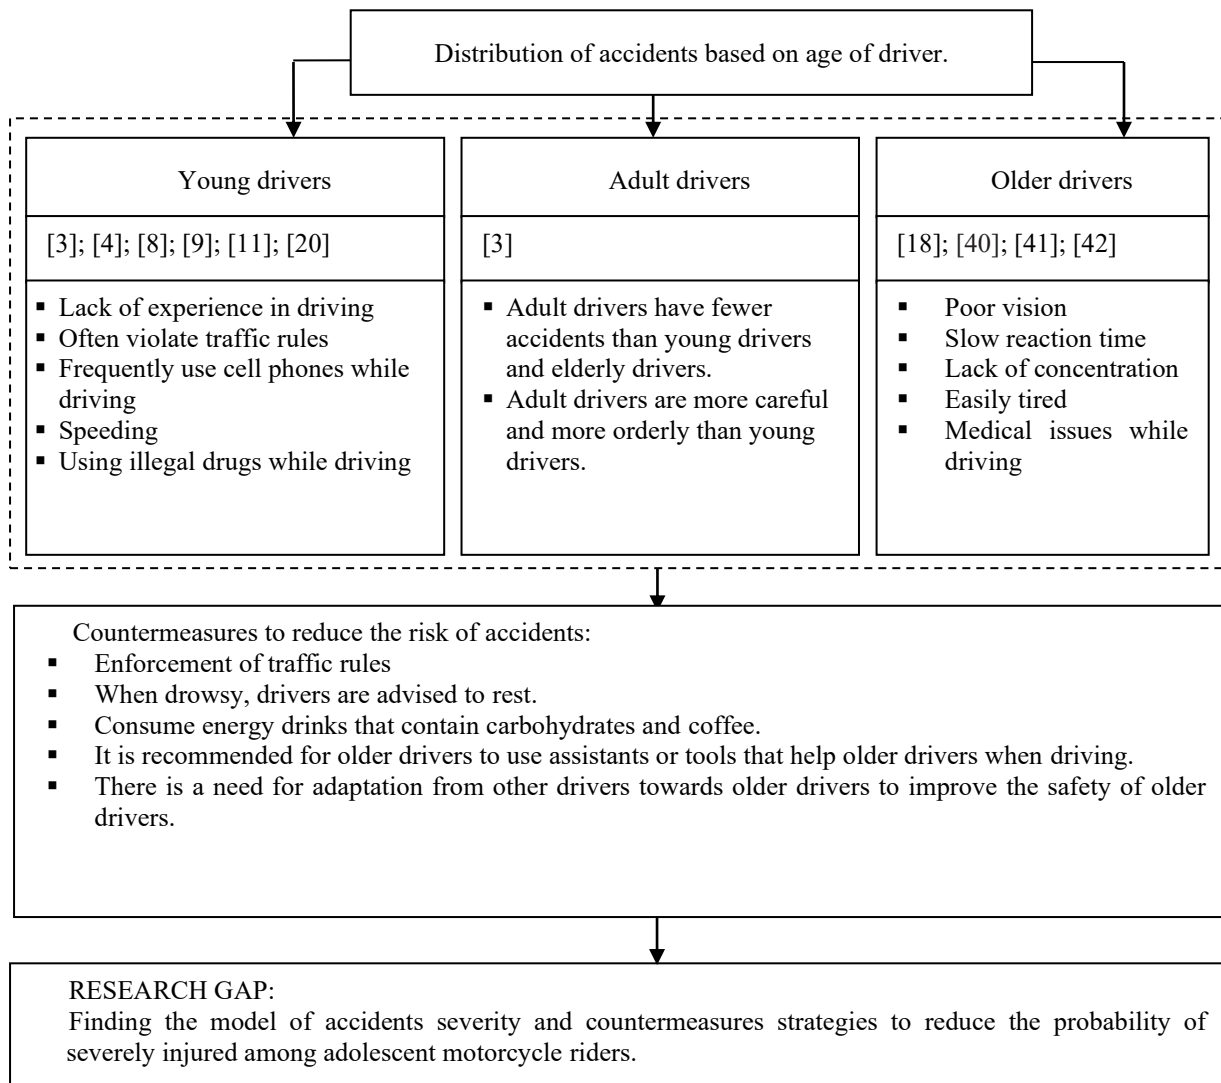 Distribution of accidents based on age of driver.
Young drivers
[3]; [4]; [8]; [9]; [11]; [20]
▪ Lack of experience in driving
▪ Often violate traffic rules
▪ Frequently use cell phones while
driving
▪ Speeding
▪ Using illegal drugs while driving
Adult drivers
[3]
▪ Adult drivers have fewer
accidents than young drivers
and elderly drivers.
▪ Adult drivers are more careful
and more orderly than young
drivers.
Older drivers
[18]; [40]; [41]; [42]
▪ Poor vision
▪ Slow reaction time
▪ Lack of concentration
▪ Easily tired
▪ Medical issues while
driving
Countermeasures to reduce the risk of accidents:
▪ Enforcement of traffic rules
▪ When drowsy, drivers are advised to rest.
▪ Consume energy drinks that contain carbohydrates and coffee.
▪ It is recommended for older drivers to use assistants or tools that help older drivers when driving.
▪ There is a need for adaptation from other drivers towards older drivers to improve the safety of older
drivers.
RESEARCH GAP:
Finding the model of accidents severity and countermeasures strategies to reduce the probability of
severely injured among adolescent motorcycle riders.